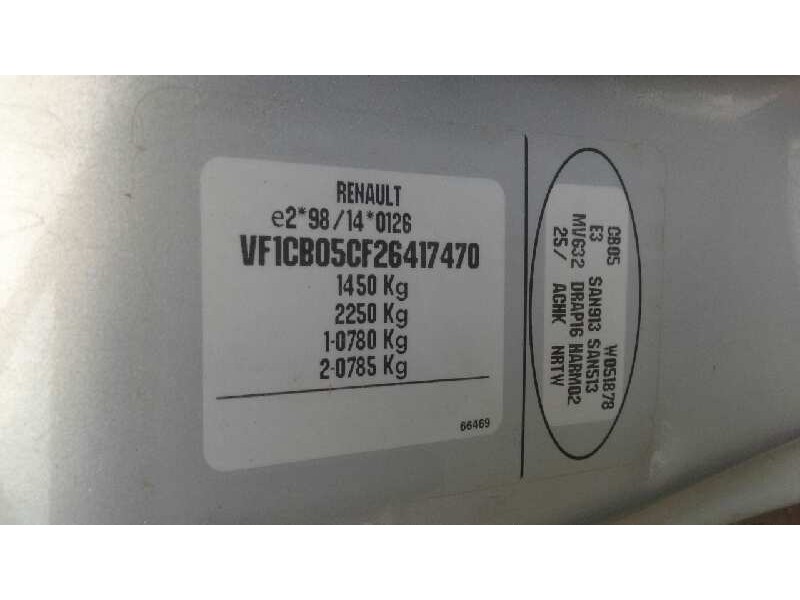 RENAULT
e2*98/14*0126
VF1CB05CF26417470
1450 Kg
2250 Kg
1-0780 Kg
2-0785 Kg
66469
CB05 W051878
E3 SAN913 SAN513
MV632 DRAP16 HARM02
25/ ACHK NRTW